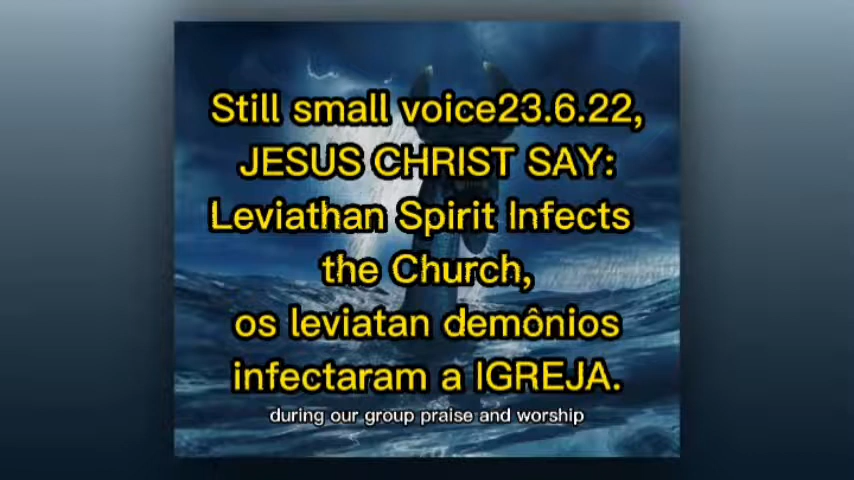 Still small voice23.6.22,
JESUS CHRIST SAY:
Leviathan Spirit Infects
the Church,
os leviatan demônios
infectaram a IGREJA.
during our group praise and worship